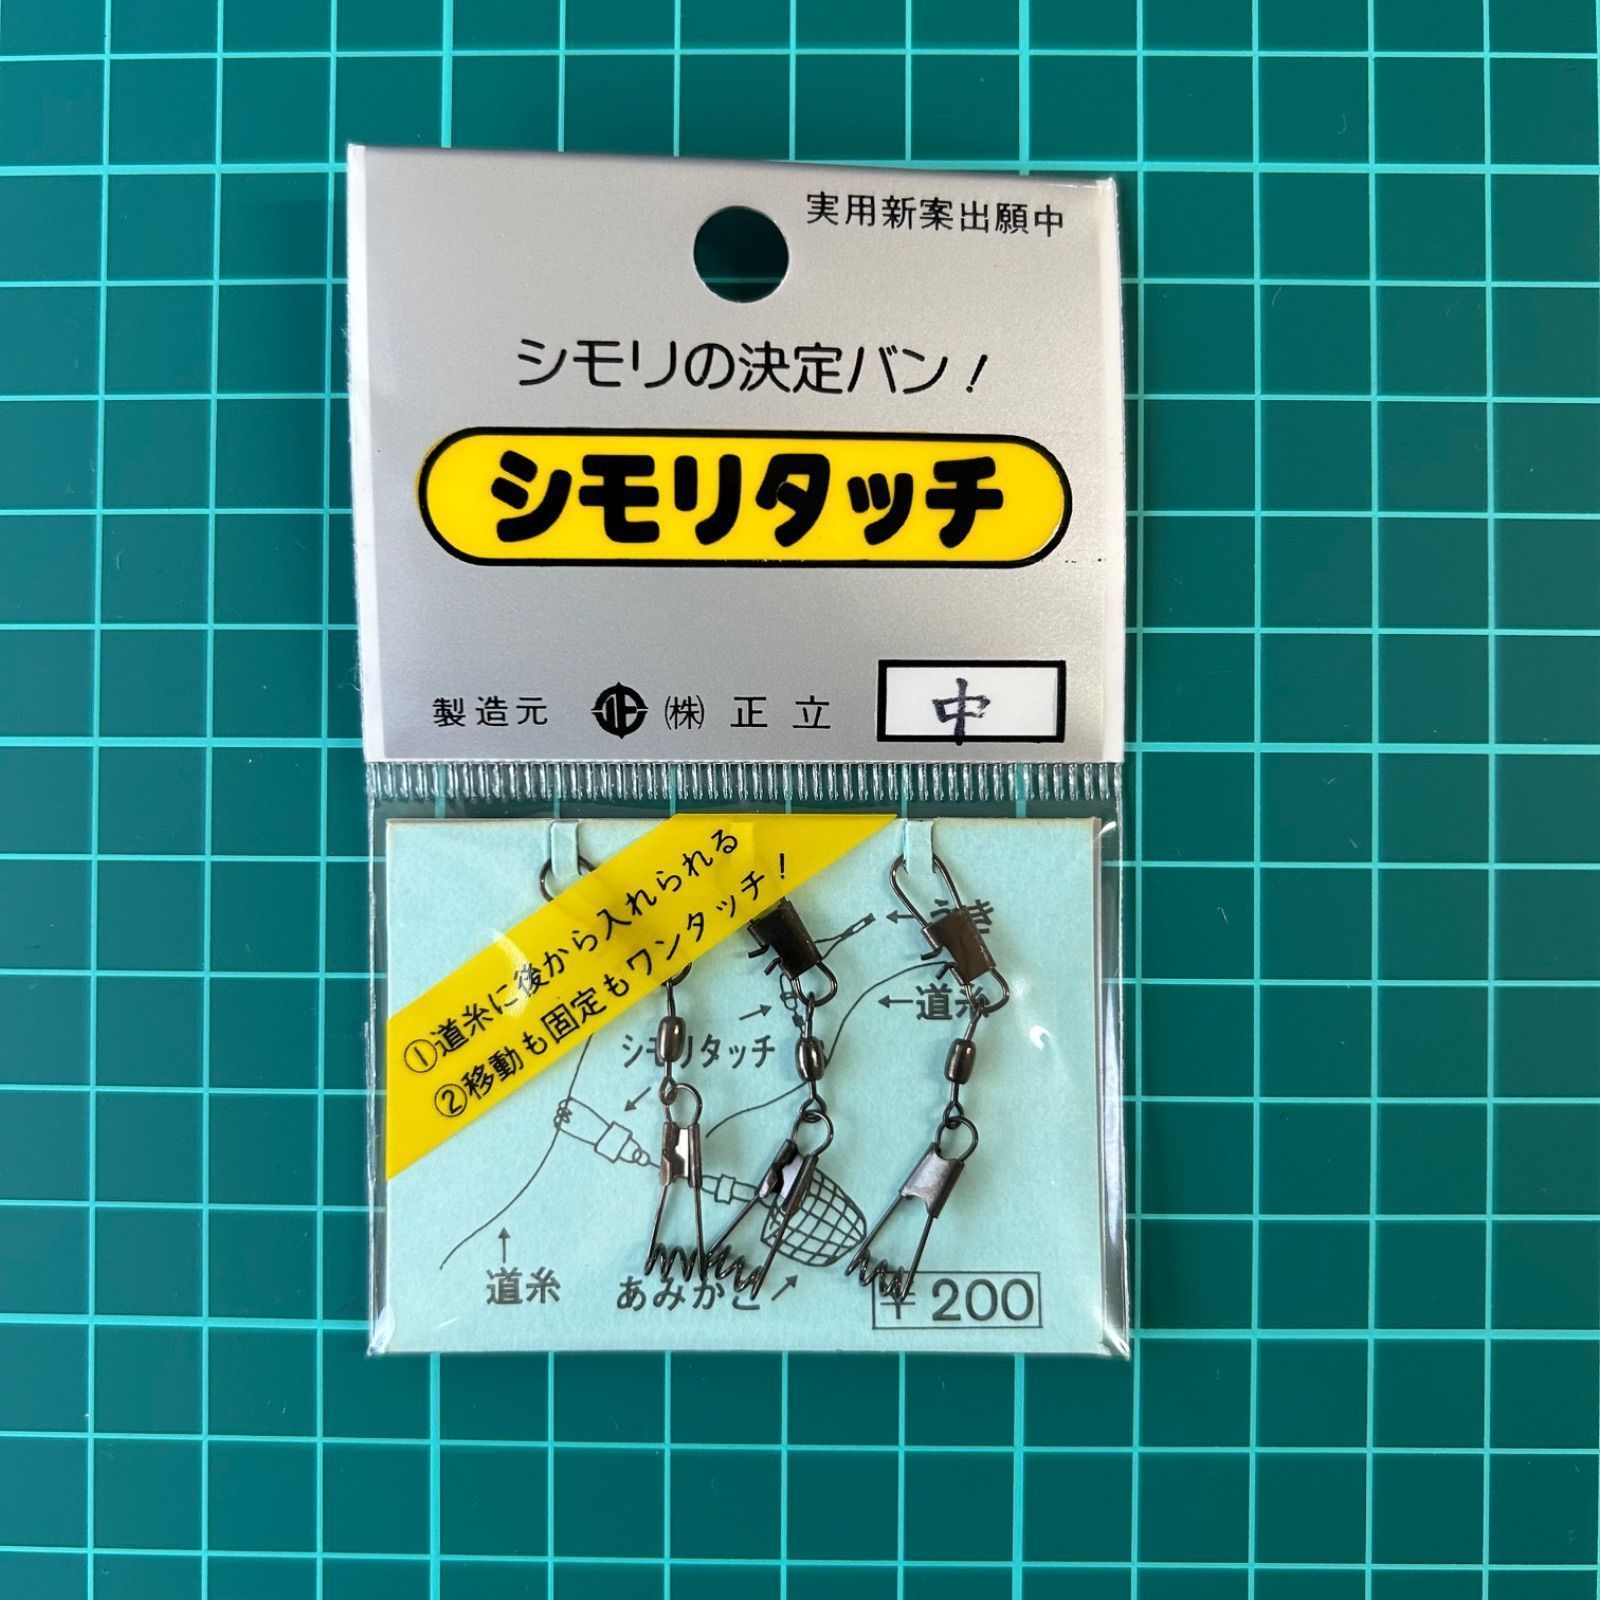 実用新案出願中
シモリの決定バン!
シモリタッチ
製造元 (株) 正立 中
①道糸に後から入れられる
②移動も固定もワンタッチ!
←うき
←道糸
シモリタッチ
道糸
あみかご
¥200